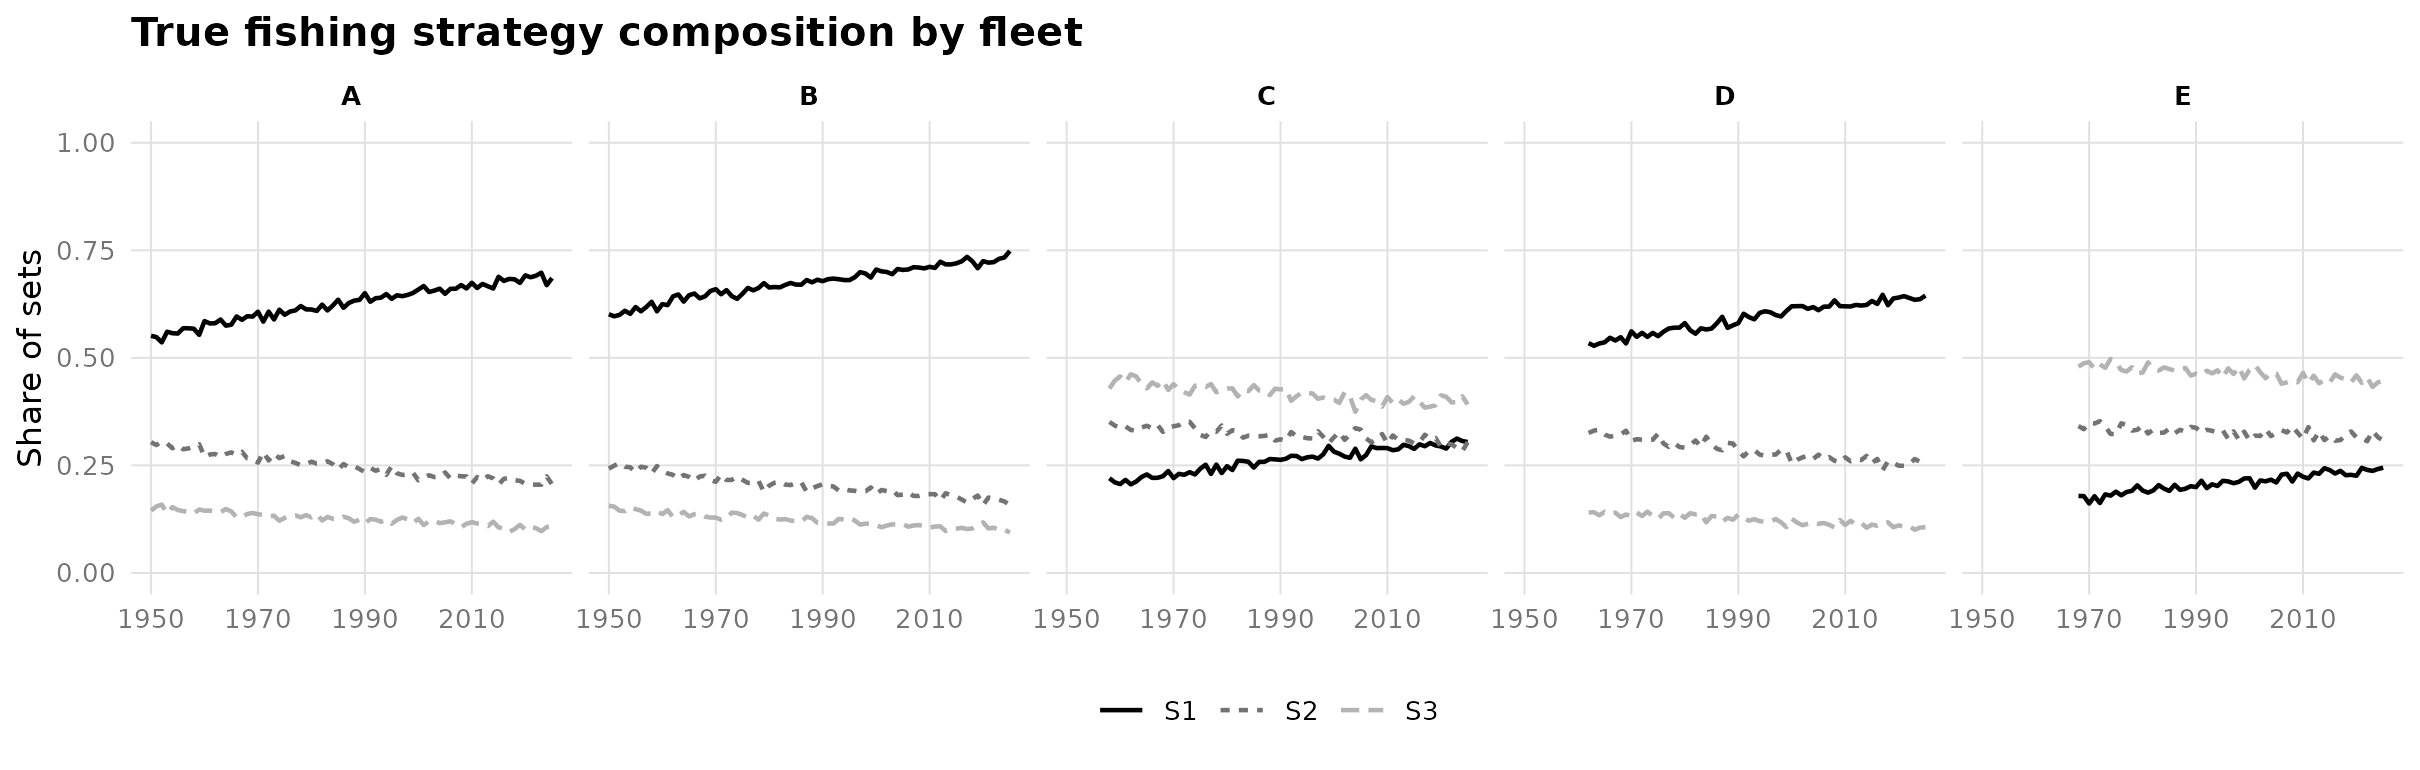 True fishing strategy composition by fleet
A B C D E
Share of sets
1.00
0.75
0.50
0.25
0.00
1950 1970 1990 2010 1950 1970 1990 2010 1950 1970 1990 2010 1950 1970 1990 2010 1950 1970 1990 2010
S1 S2 S3